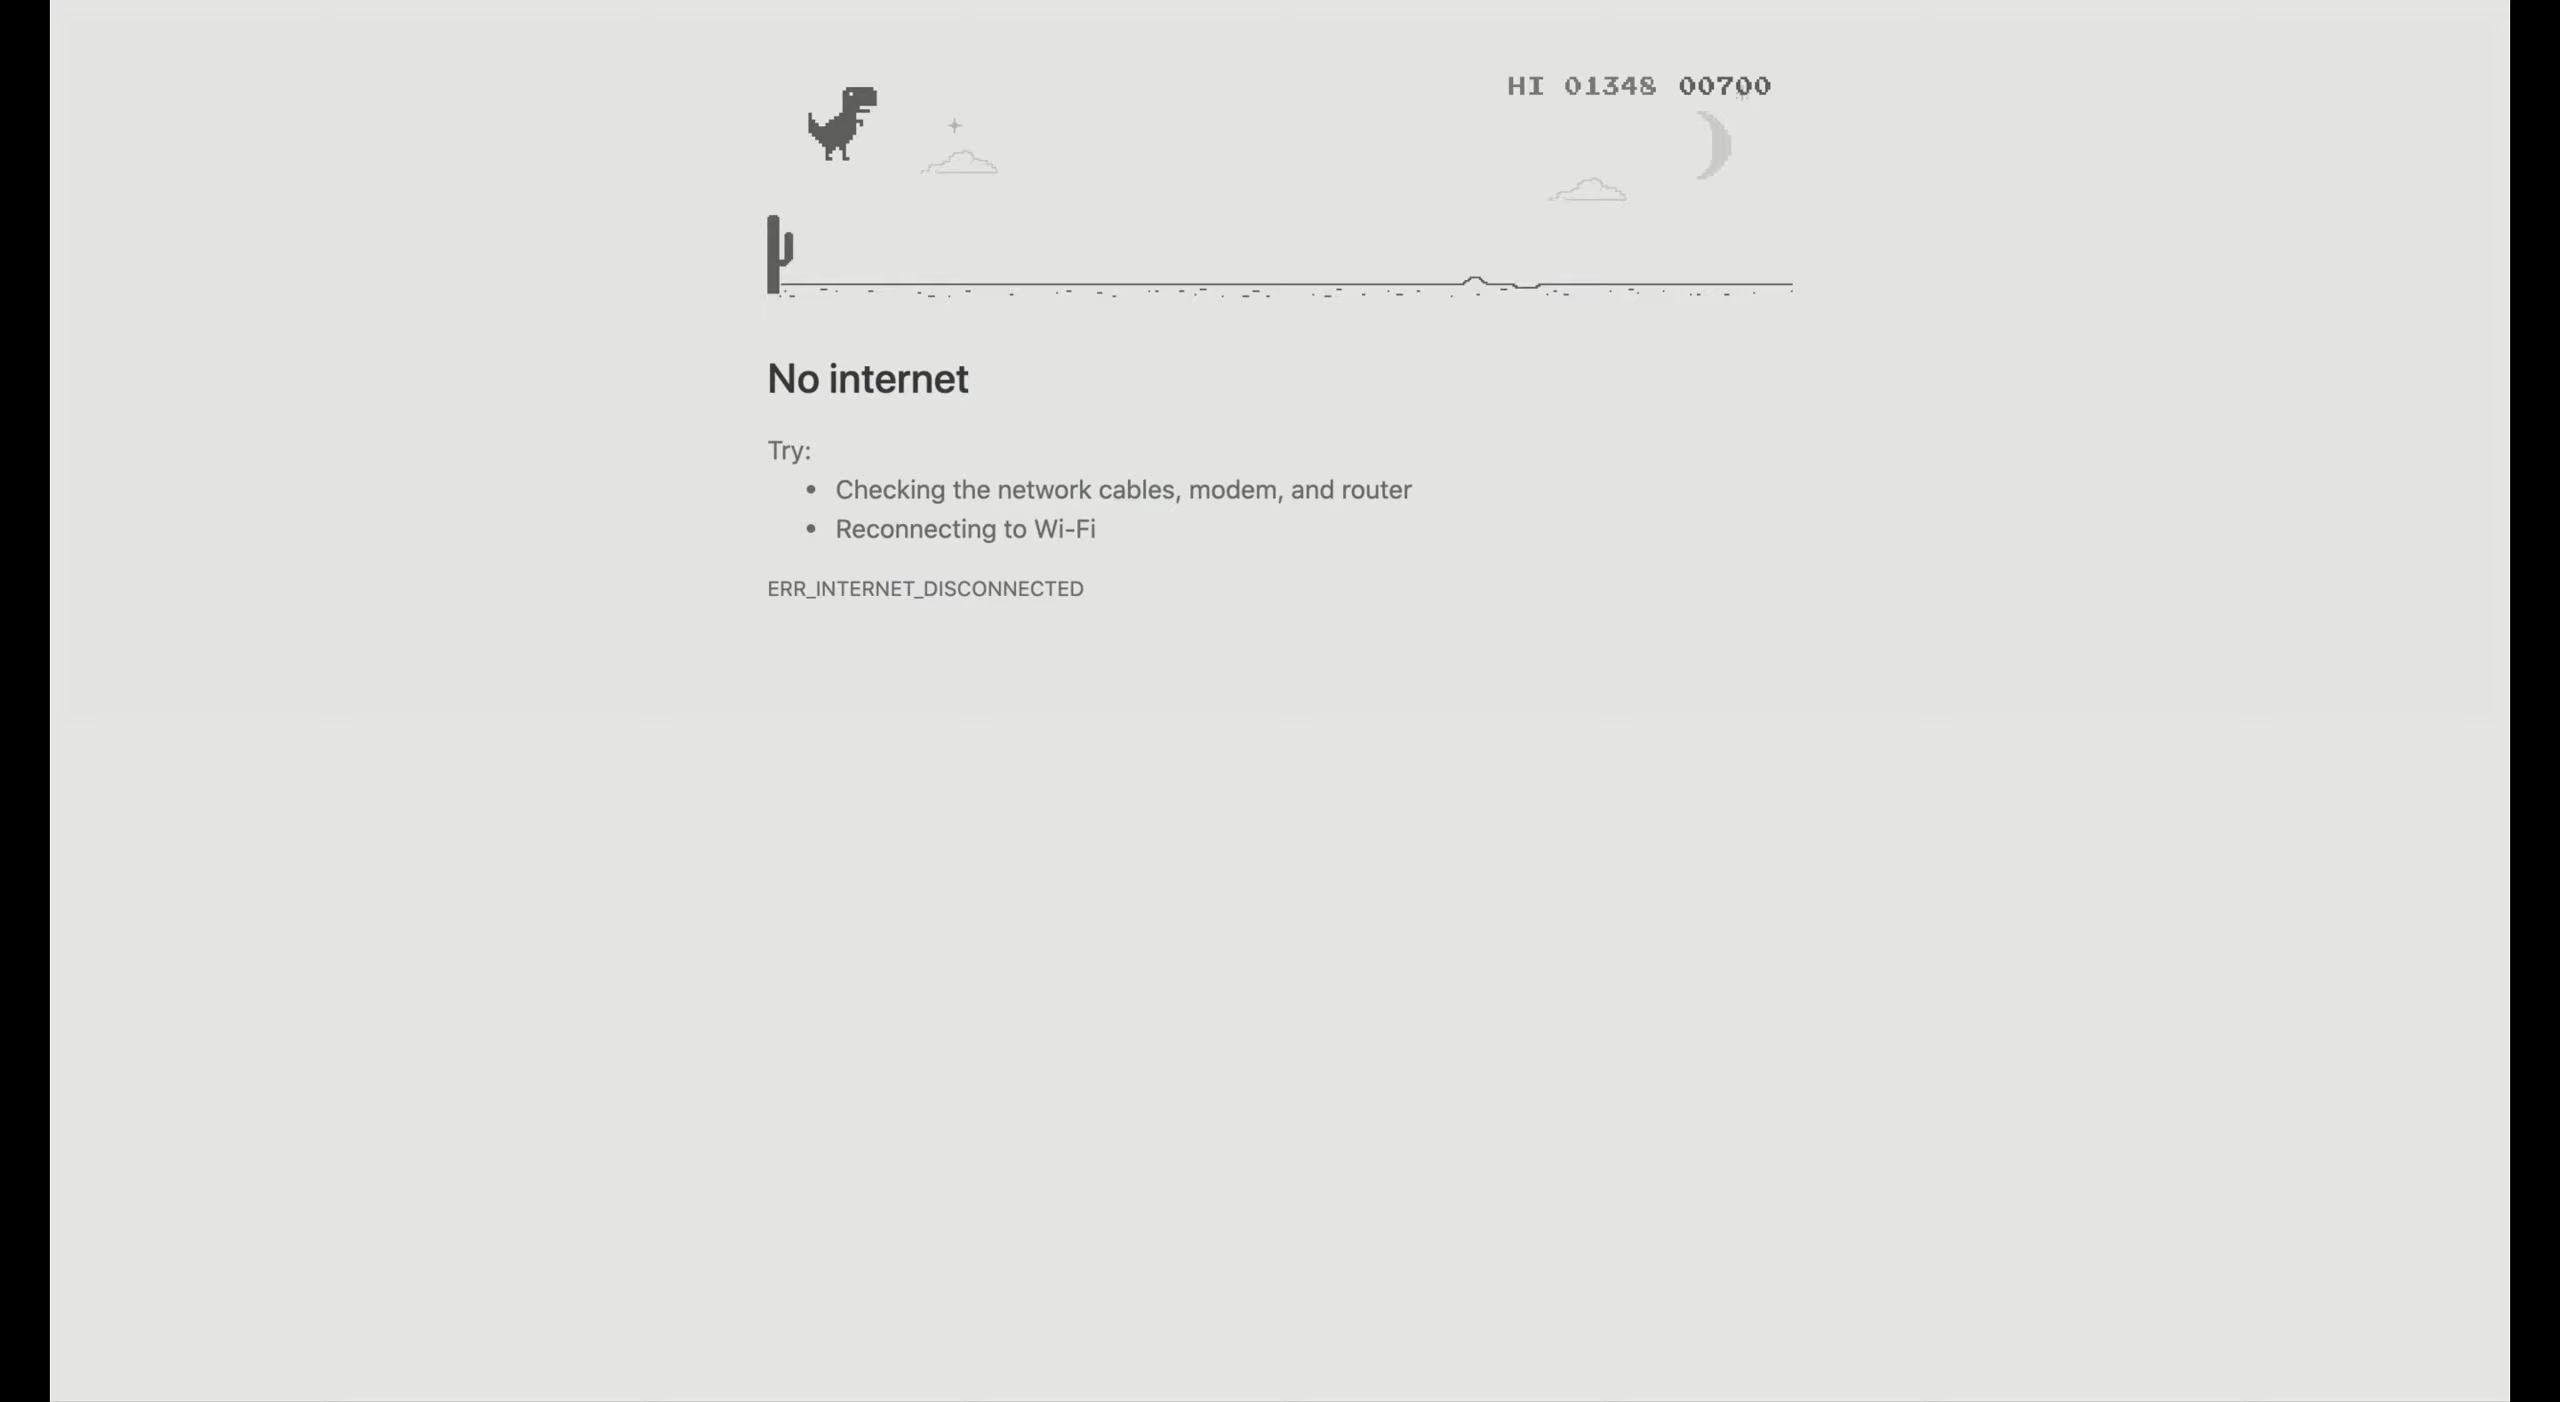 HI 01348 00700
No internet
Try:
• Checking the network cables, modem, and router
• Reconnecting to Wi-Fi
ERR_INTERNET_DISCONNECTED